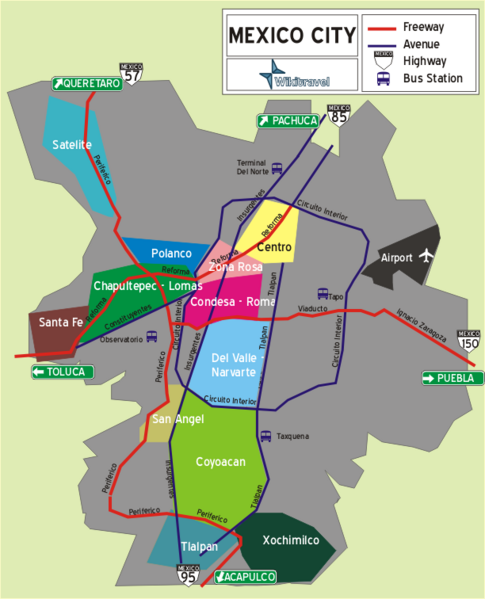 MEXICO CITY
Wikitravel
Freeway
Avenue
MEXICO
Highway
Bus Station
MEXICO
57
QUERETARO
MEXICO
85
PACHUCA
Satelite
Periferico
Terminal
Del Norte
Insurgentes
Circuito Interior
Reforma
Centro
Polanco
Reforma
Zona Rosa
Airport
Reforma
Chapultepec - Lomas
Condesa - Roma
Tlalpan
Tapo
Reforma
Constituyentes
Circuito Interior
Viaducto
Ignacio Zaragoza
Santa Fe
Observatorio
Insurgentes
Tlalpan
Circuito Interior
MEXICO
150
Del Valle -
Narvarte
TOLUCA
PUEBLA
Periferico
Circuito Interior
San Angel
Taxquena
Coyoacan
Insurgentes
Periferico
Tlalpan
Periferico
Periferico
Tlalpan
Xochimilco
MEXICO
95
ACAPULCO